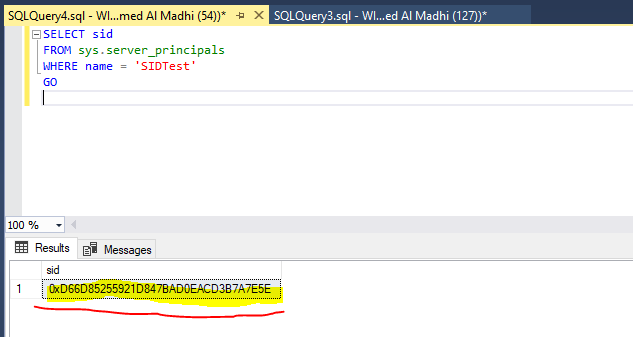 SQLQuery4.sql - WI...med Al Madhi (54))* SQLQuery3.sql - WI...ed Al Madhi (127))*
SELECT sid
FROM sys.server_principals
WHERE name = 'SIDTest'
GO
100 %
Results Messages
sid
1 0xD66D85255921D847BAD0EACD3B7A7E5E